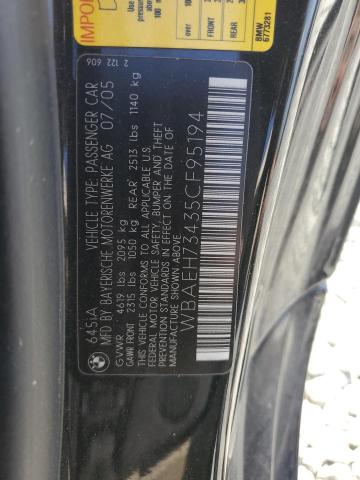 645iA VEHICLE TYPE: PASSENGER CAR
MFD BY BAYERISCHE MOTORENWERKE AG 07/05
GVWR 4619 lbs 2095 kg
GAWR FRONT 2315 lbs 1050 kg REAR 2513 lbs 1140 kg
THIS VEHICLE CONFORMS TO ALL APPLICABLE U.S.
FEDERAL MOTOR VEHICLE SAFETY, BUMPER AND THEFT
PREVENTION STANDARDS IN EFFECT ON THE DATE OF
MANUFACTURE SHOWN ABOVE.
WBAEH73435CF95194
2 122 606
BMW
6773281